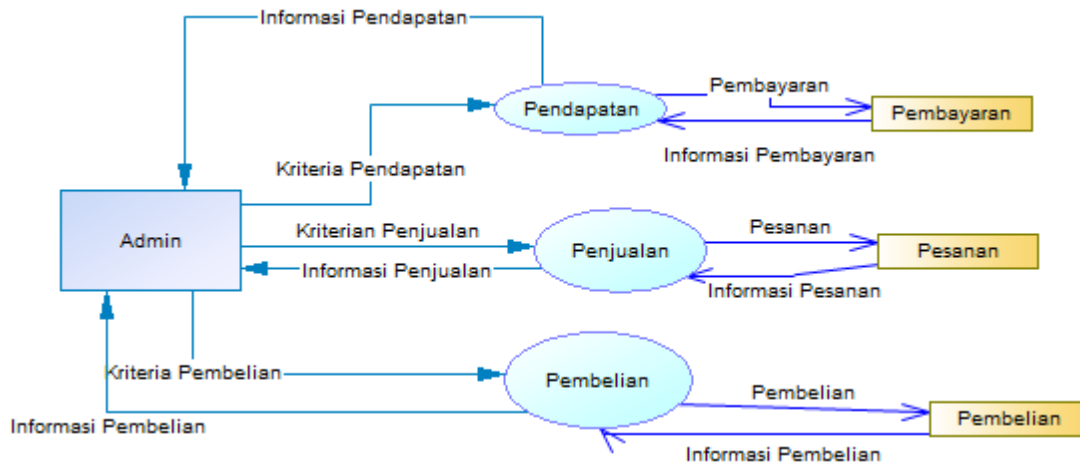 Informasi Pendapatan
Pembayaran
Pendapatan
Pembayaran
Informasi Pembayaran
Kriteria Pendapatan
Admin
Kriterian Penjualan
Pesanan
Penjualan
Pesanan
Informasi Penjualan
Informasi Pesanan
Kriteria Pembelian
Pembelian
Pembelian
Pembelian
Informasi Pembelian
Informasi Pembelian